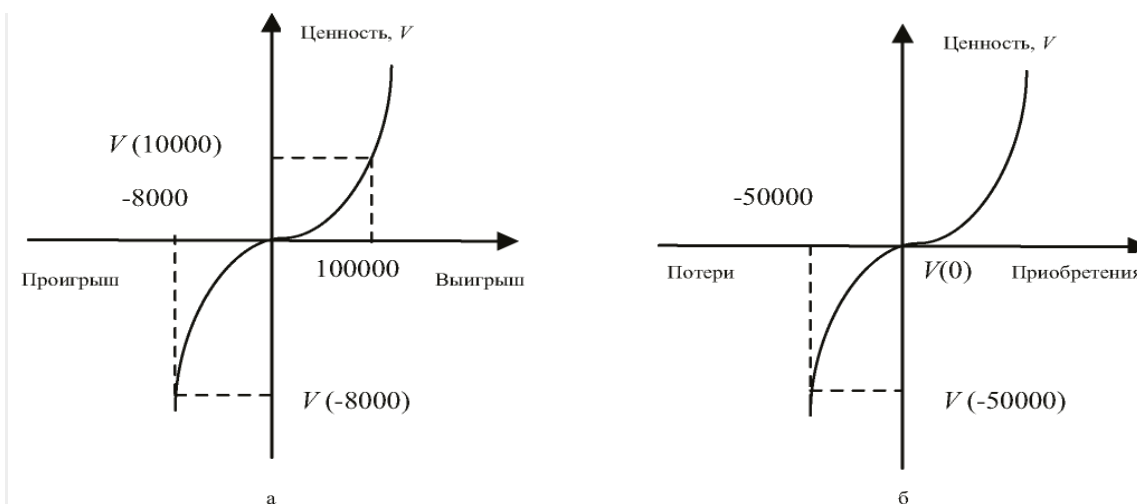 Ценность, V
V (10000)
-8000
100000
Проигрыш
Выигрыш
V (-8000)
а
Ценность, V
-50000
Потери
V(0)
Приобретения
V (-50000)
б